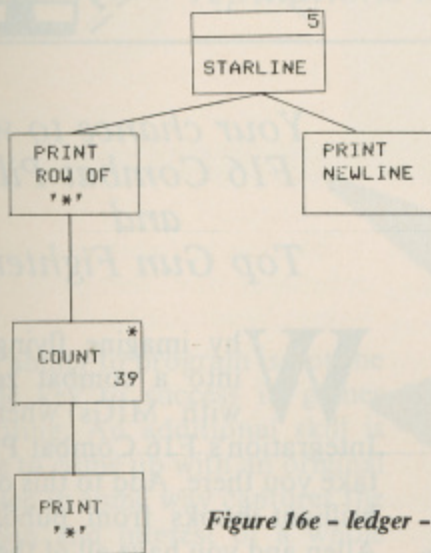 5
STARLINE
PRINT
ROW OF
'*'
PRINT
NEWLINE
*
COUNT
39
PRINT
'*'
Figure 16e – ledger –